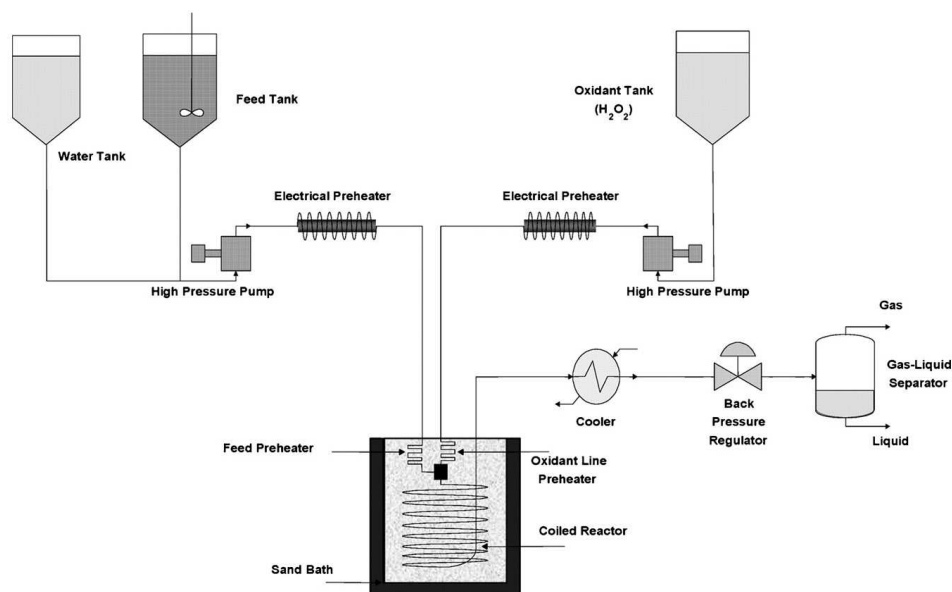 Feed Tank
Oxidant Tank
(H₂O₂)
Water Tank
Electrical Preheater
Electrical Preheater
High Pressure Pump
High Pressure Pump
Gas
Gas-Liquid
Separator
Cooler
Back
Pressure
Regulator
Liquid
Feed Preheater
Oxidant Line
Preheater
Coiled Reactor
Sand Bath